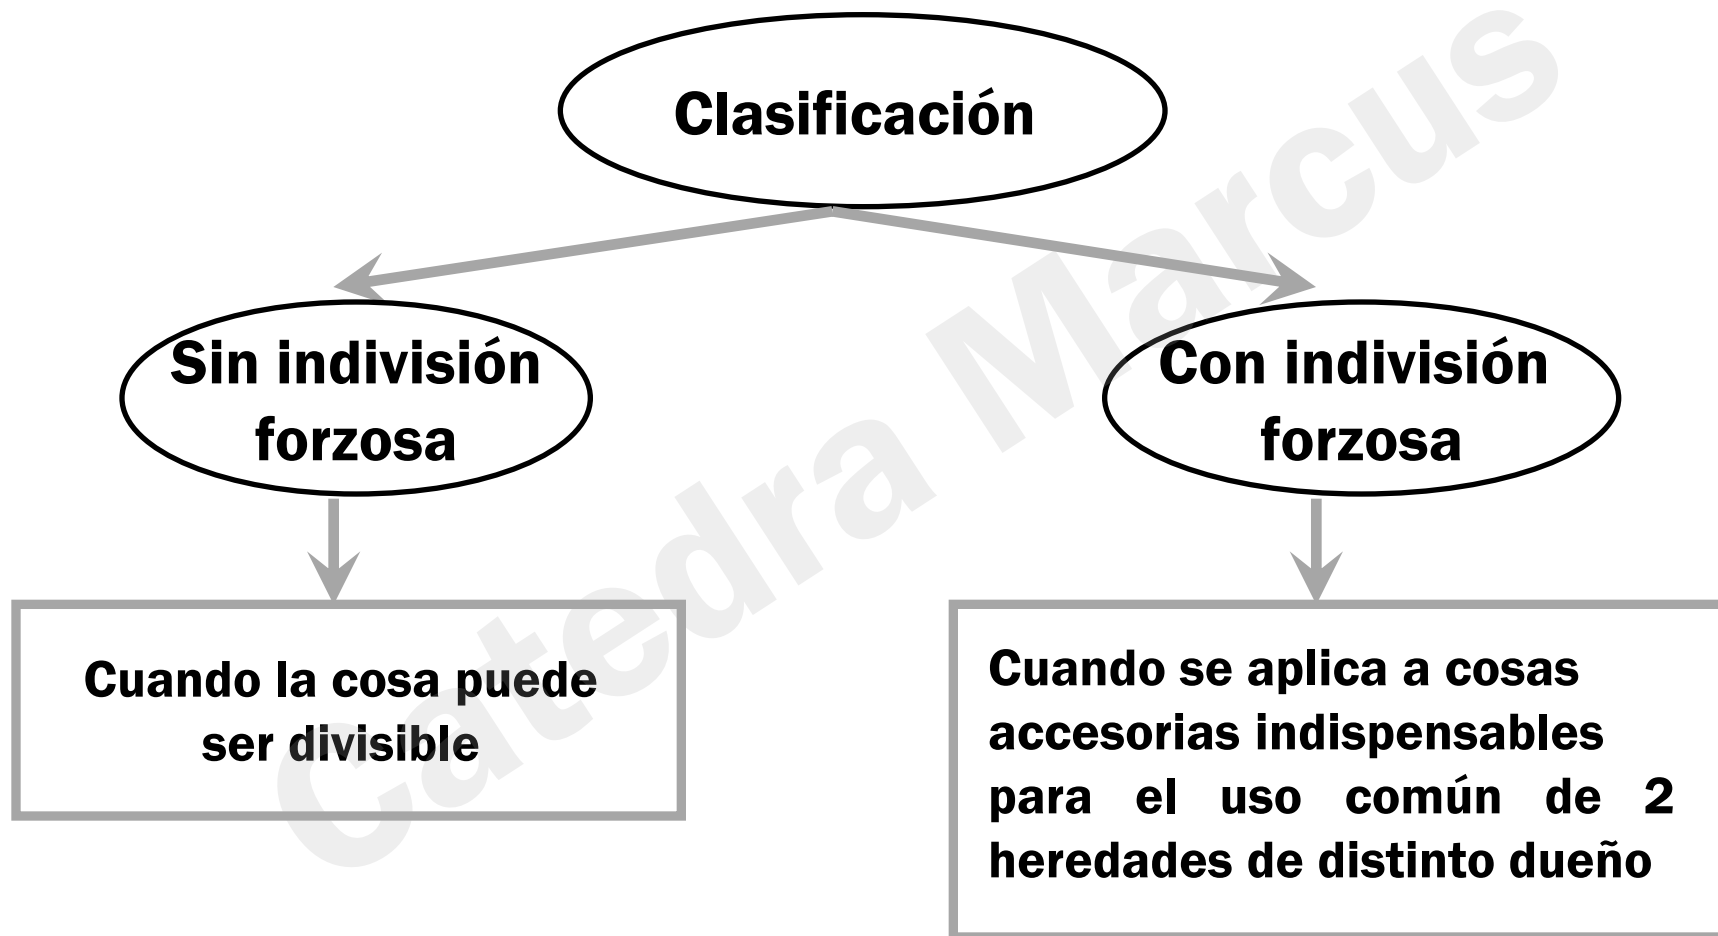 Clasificación
Sin indivisión
forzosa
Con indivisión
forzosa
Cuando la cosa puede
ser divisible
Cuando se aplica a cosas
accesorias indispensables
para el uso común de 2
heredades de distinto dueño
Catedra Marcus